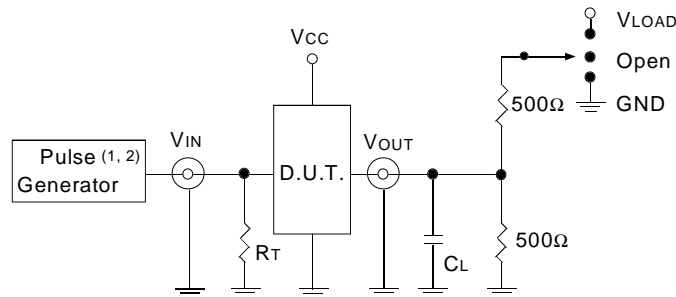 VLOAD
VCC
Open
500Ω
GND
VIN
VOUT
Pulse (1, 2)
Generator
D.U.T.
RT
CL
500Ω